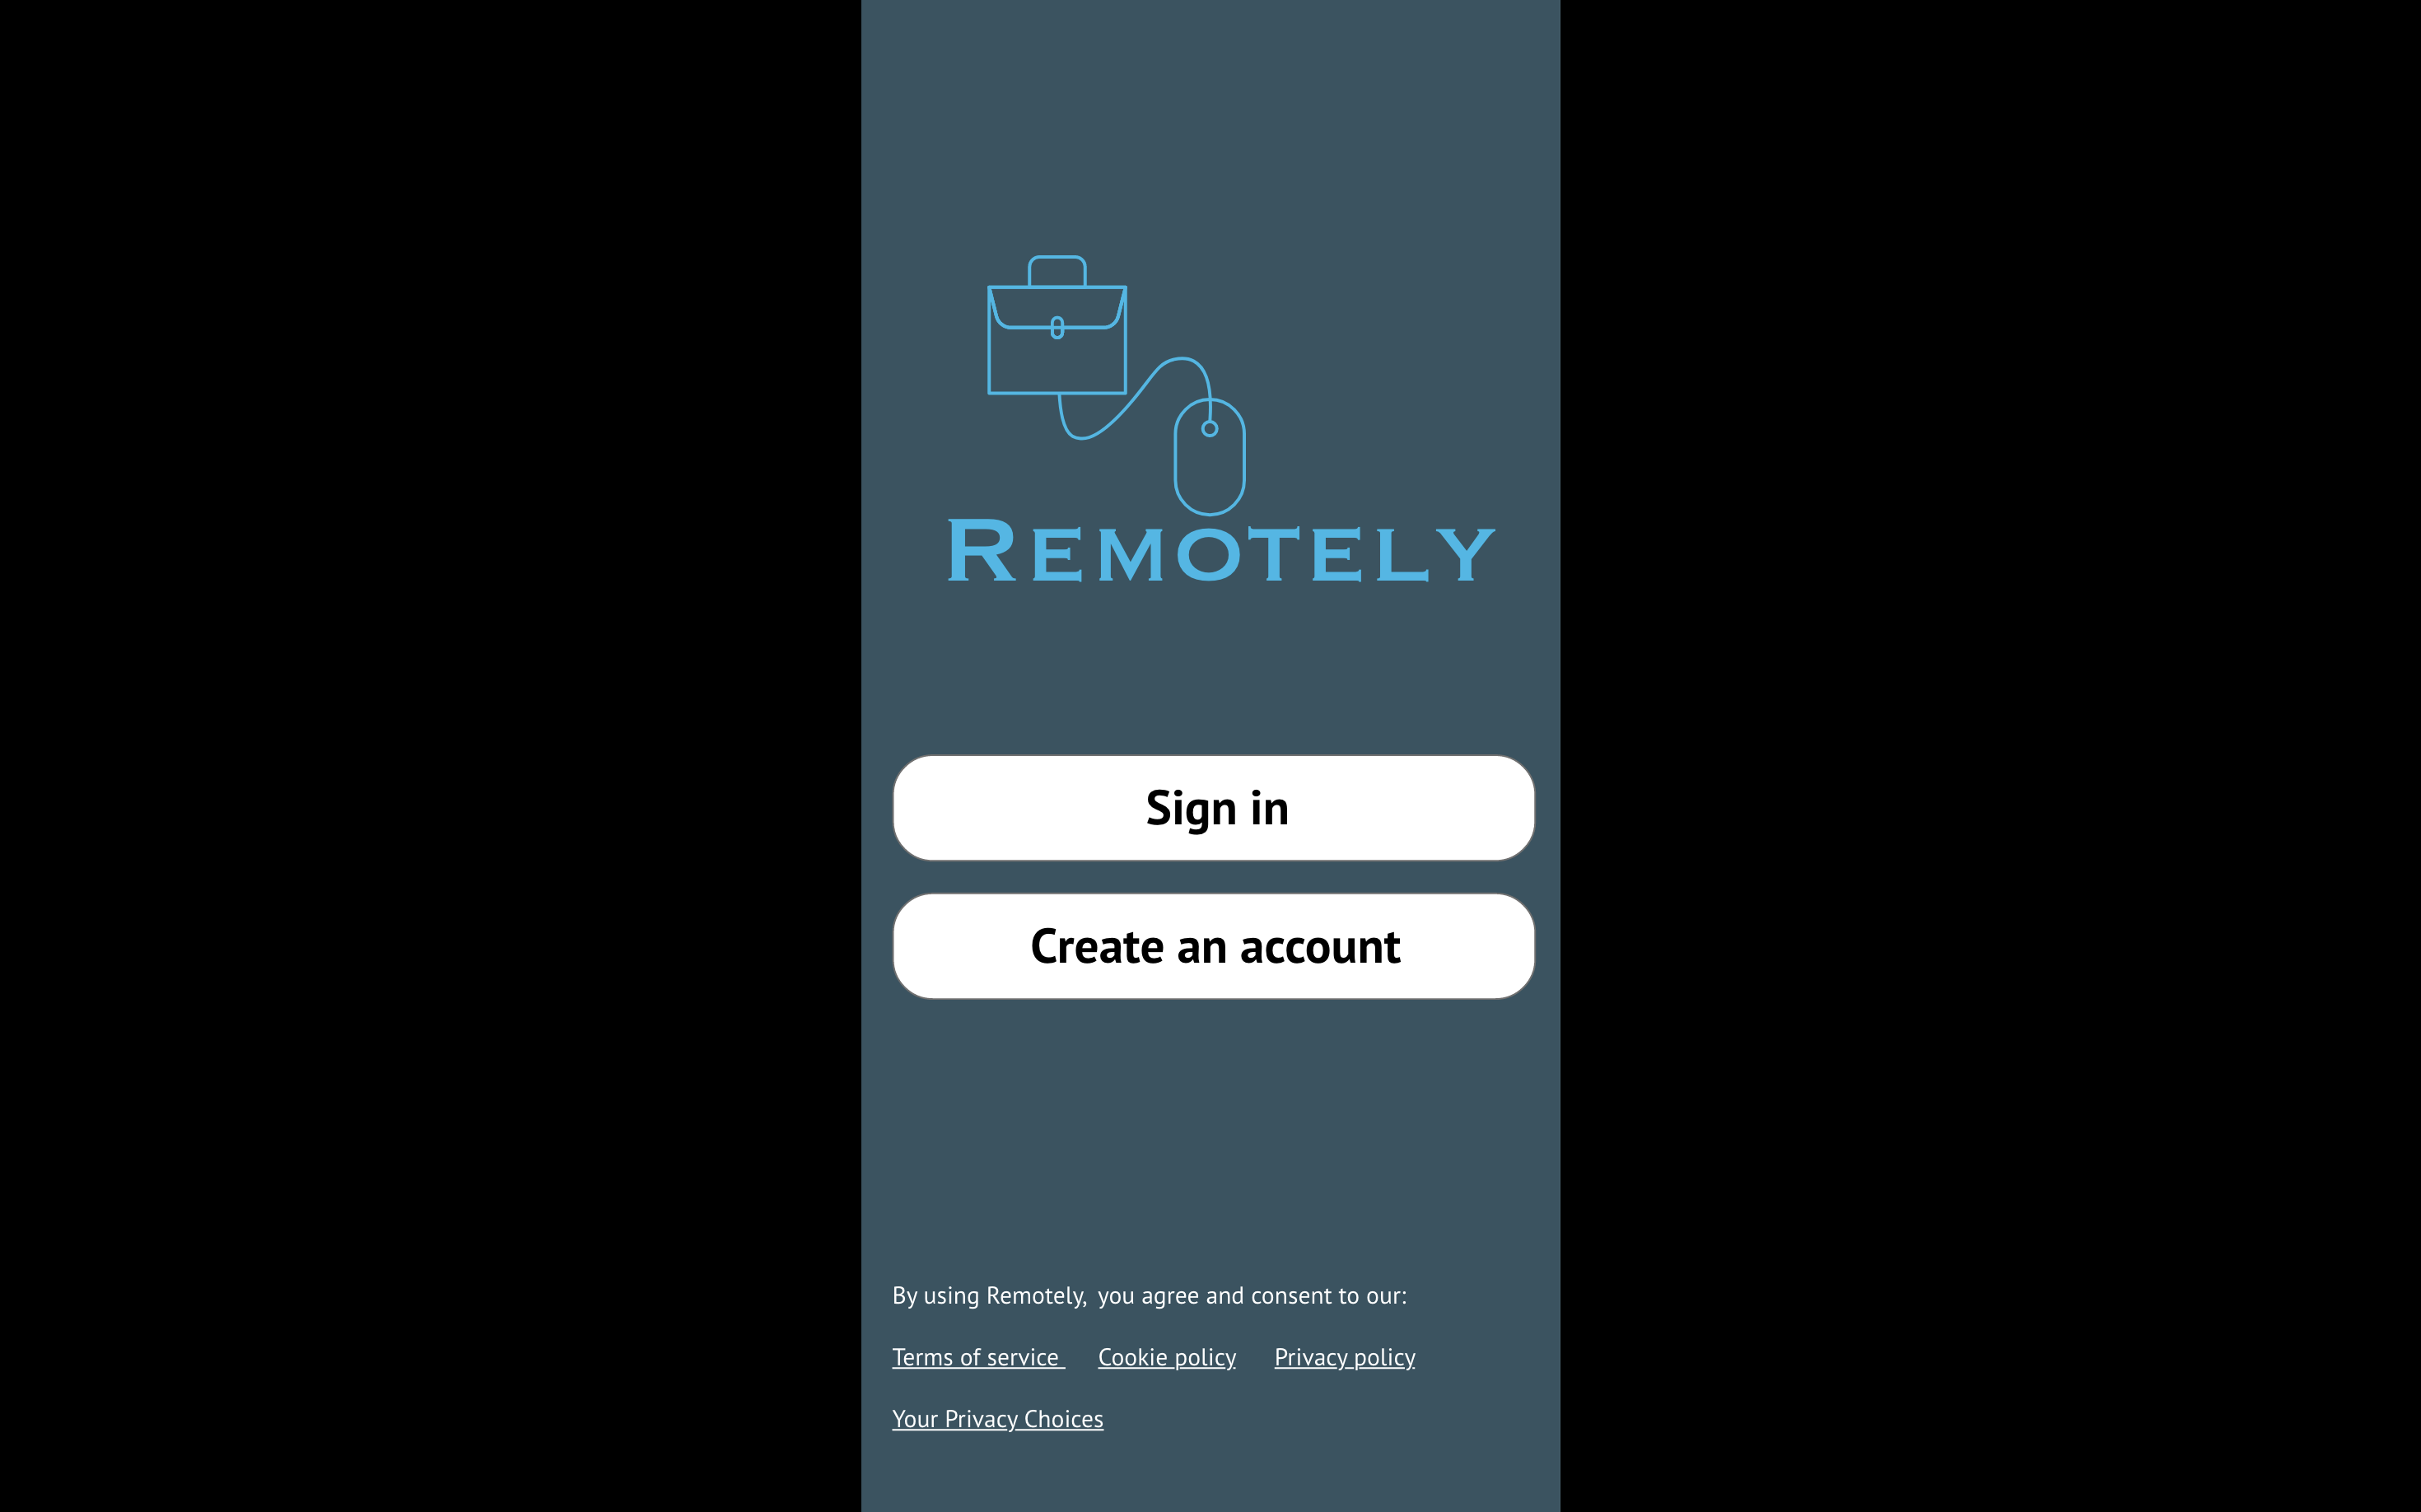 REMOTELY
Sign in
Create an account
By using Remotely, you agree and consent to our:
Terms of service Cookie policy Privacy policy
Your Privacy Choices